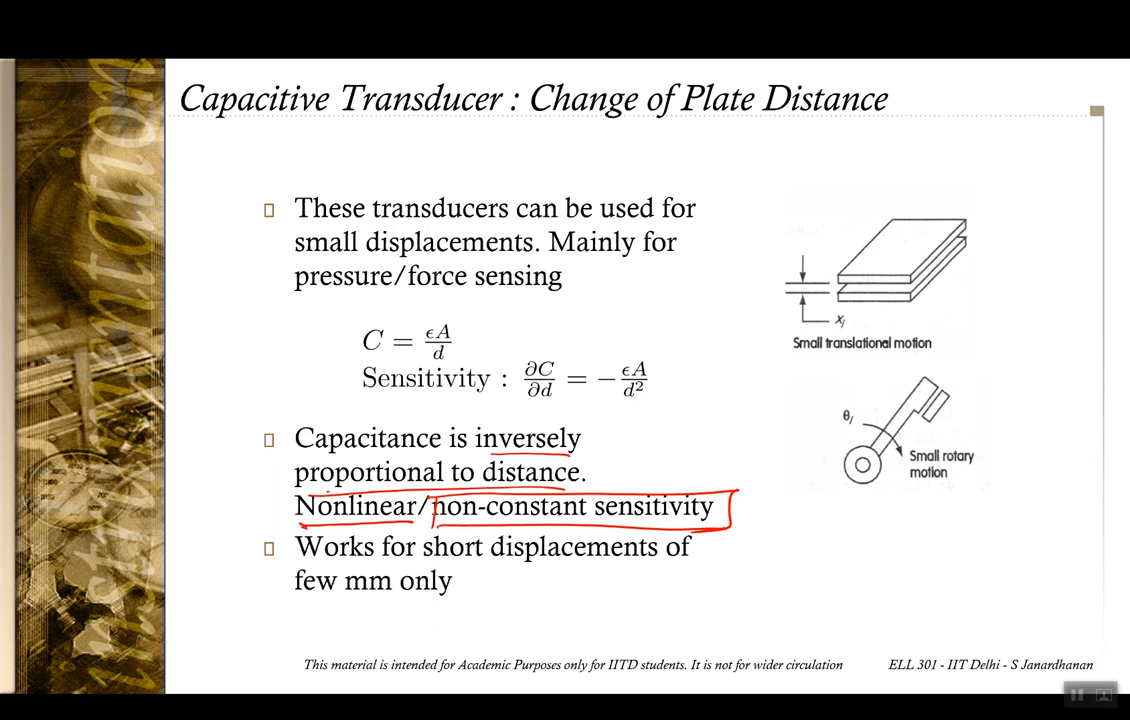 Capacitive Transducer : Change of Plate Distance
These transducers can be used for
small displacements. Mainly for
pressure/force sensing
C = ϵA/d
Sensitivity : ∂C/∂d = −ϵA/d²
Capacitance is inversely
proportional to distance.
Nonlinear/non-constant sensitivity
Works for short displacements of
few mm only
xᵢ
Small translational motion
θᵢ
Small rotary
motion
This material is intended for Academic Purposes only for IITD students. It is not for wider circulation
ELL 301 - IIT Delhi - S Janardhanan